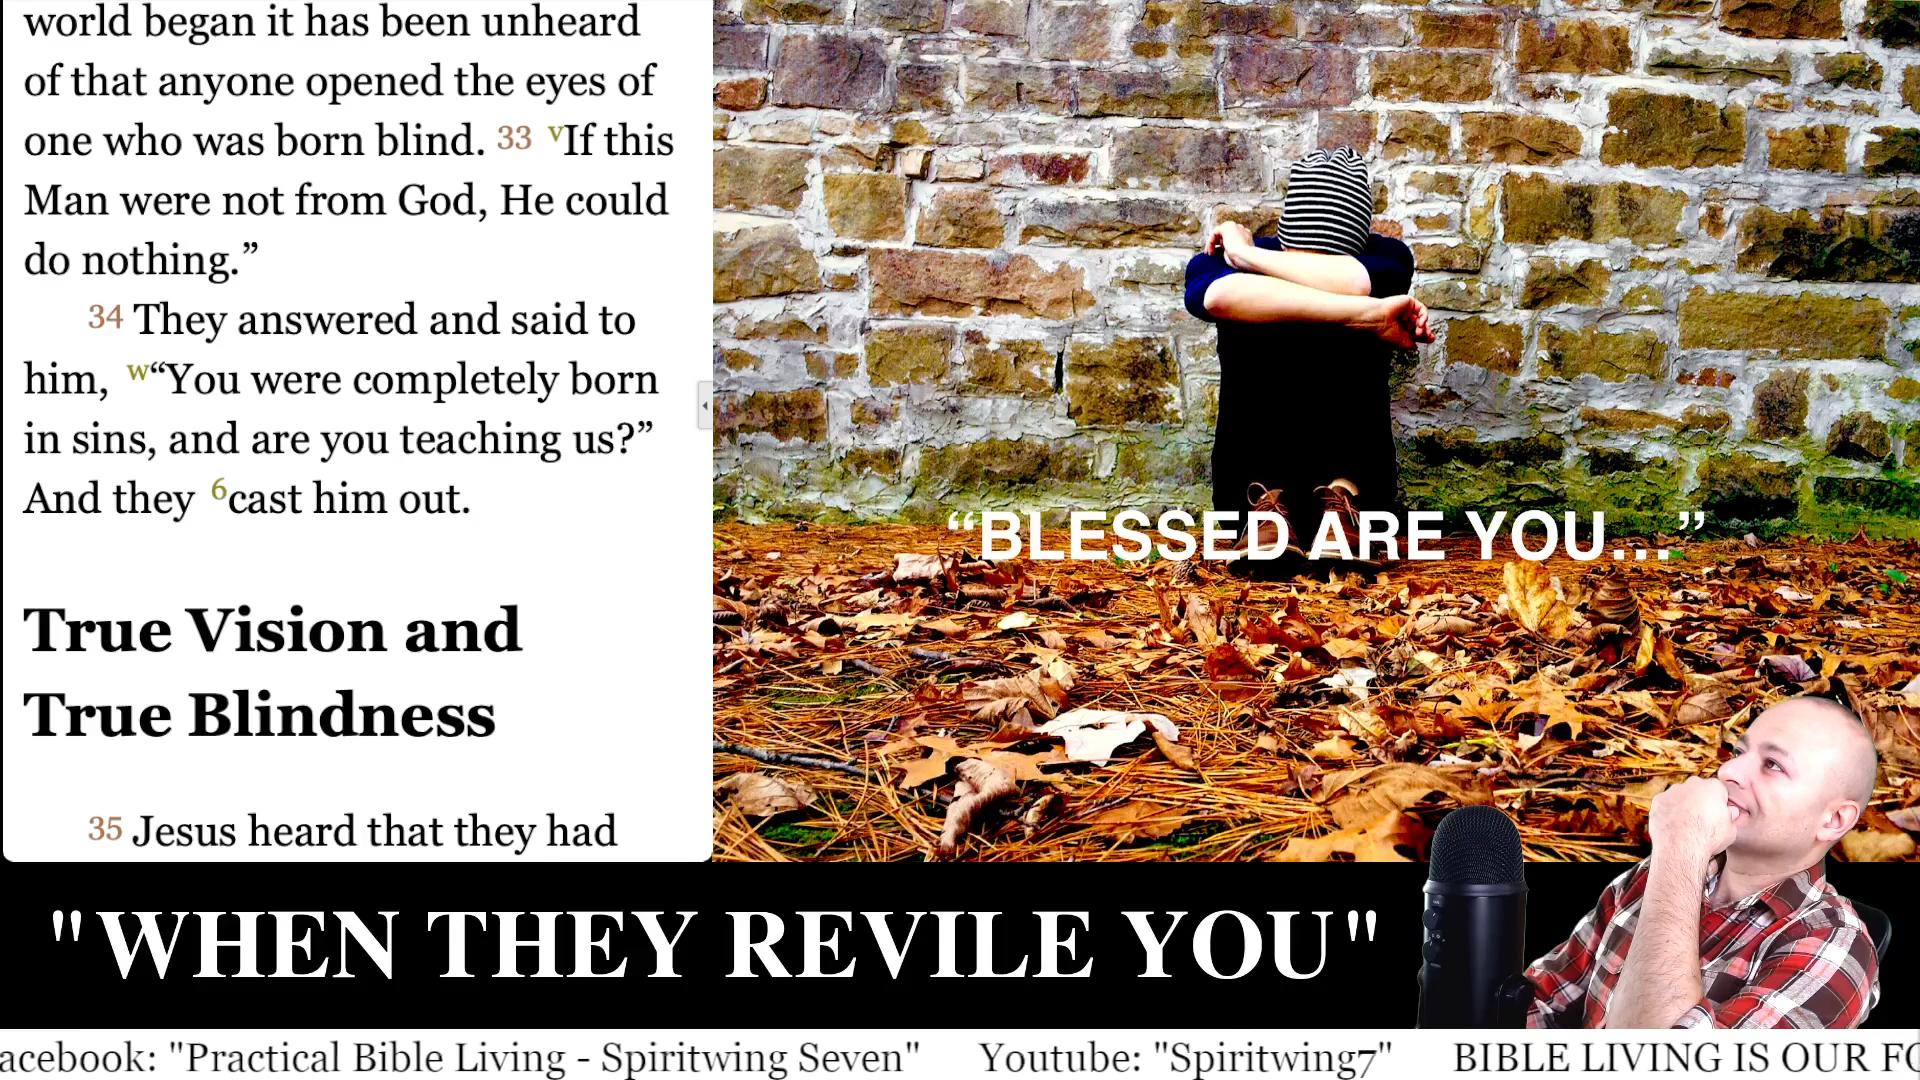 world began it has been unheard
of that anyone opened the eyes of
one who was born blind. 33 vIf this
Man were not from God, He could
do nothing.”
34 They answered and said to
him, w“You were completely born
in sins, and are you teaching us?”
And they 6cast him out.
True Vision and
True Blindness
35 Jesus heard that they had
“BLESSED ARE YOU...”
"WHEN THEY REVILE YOU"
acebook: "Practical Bible Living - Spiritwing Seven" Youtube: "Spiritwing7" BIBLE LIVING IS OUR FO